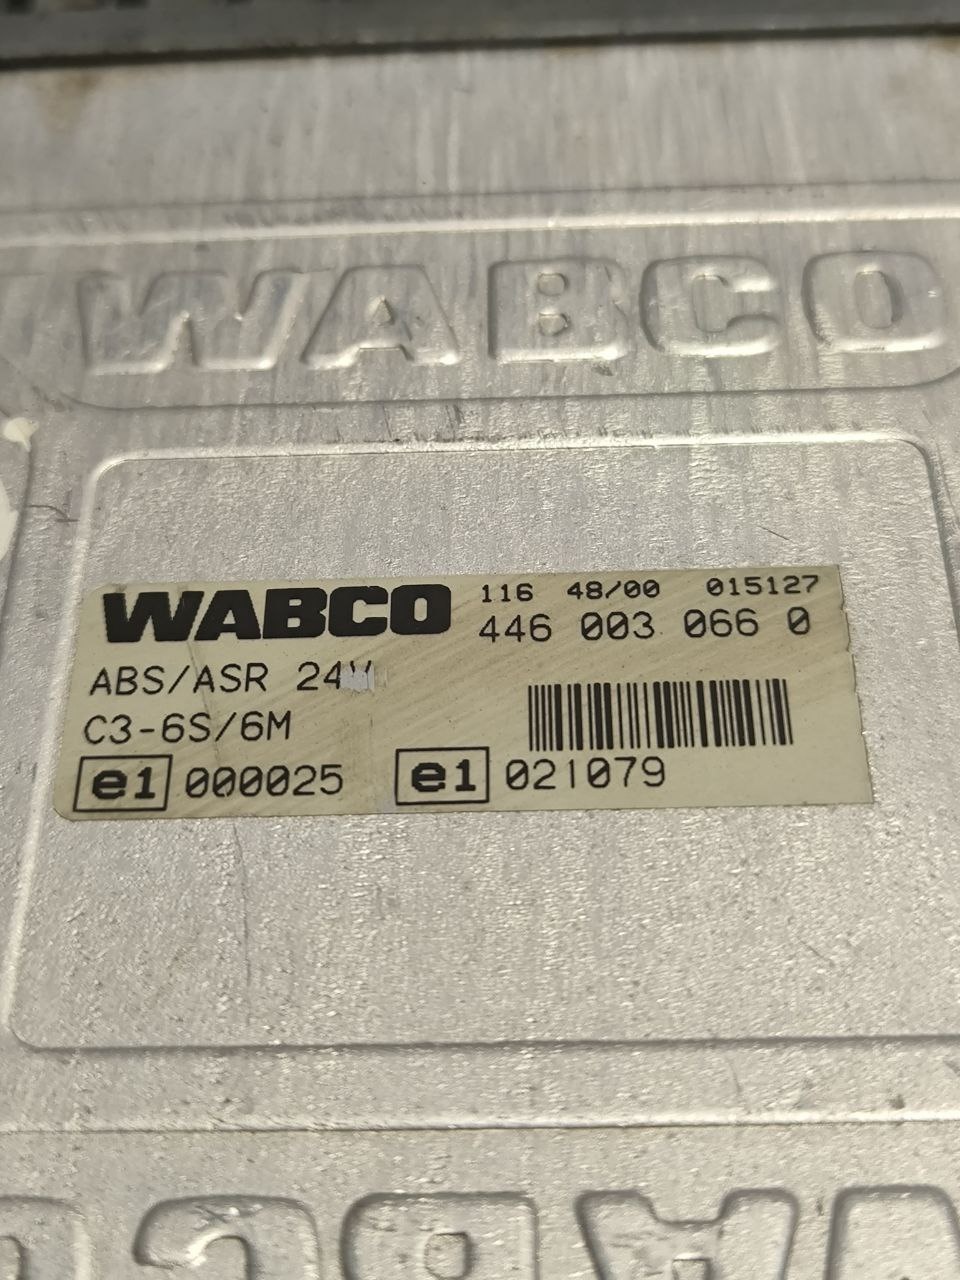 WABCO
WABCO 116 48/00 015127
446 003 066 0
ABS/ASR 24V
C3-6S/6M
e1 000025 e1 021079
WABCO